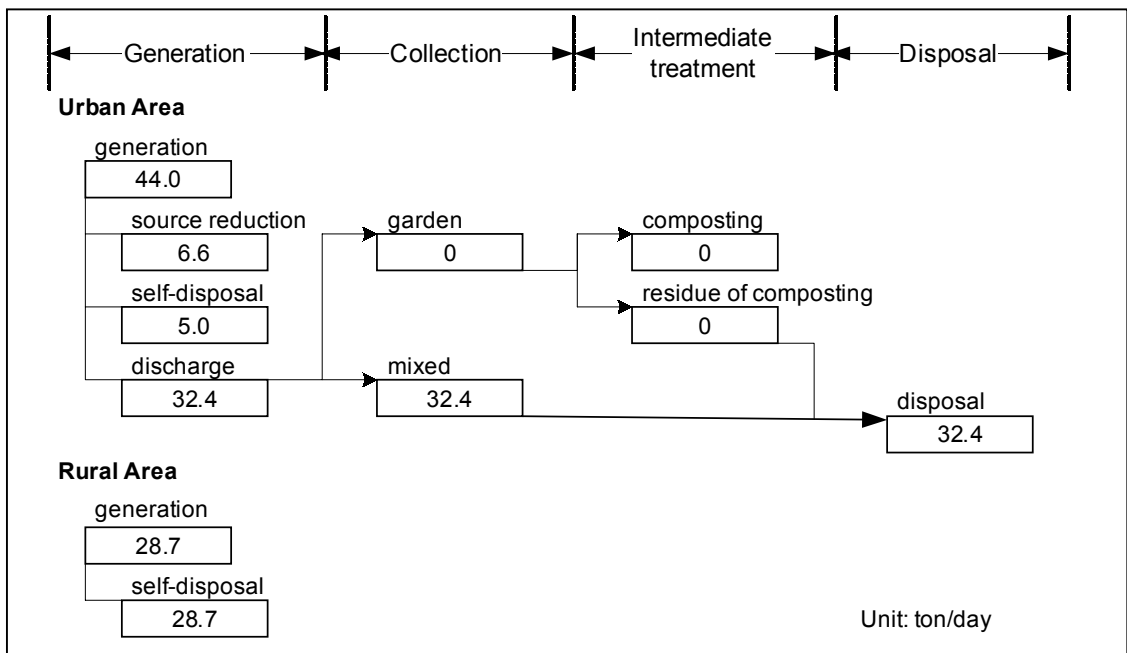 Generation
Collection
Intermediate
treatment
Disposal
Urban Area
generation
44.0
source reduction
6.6
garden
0
composting
0
self-disposal
5.0
residue of composting
0
discharge
32.4
mixed
32.4
disposal
32.4
Rural Area
generation
28.7
self-disposal
28.7
Unit: ton/day